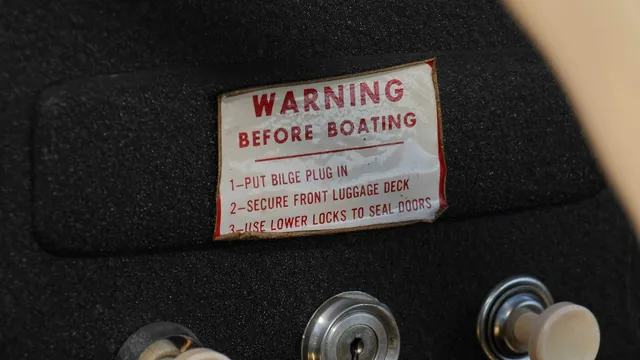 WARNING
BEFORE BOATING
1–PUT BILGE PLUG IN
2–SECURE FRONT LUGGAGE DECK
3–USE LOWER LOCKS TO SEAL DOORS